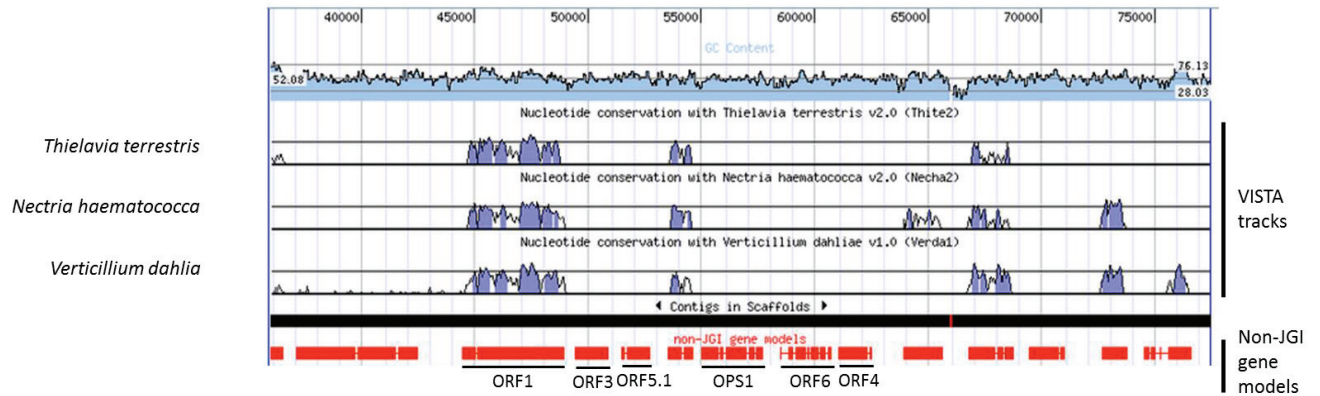 40000 45000 50000 55000 60000 65000 70000 75000
GC Content
52.08 76.13
28.03
Nucleotide conservation with Thielavia terrestris v2.0 (Thite2)
Thielavia terrestris
Nucleotide conservation with Nectria haematococca v2.0 (Necha2)
Nectria haematococca
VISTA
tracks
Nucleotide conservation with Verticillium dahliae v1.0 (Verda1)
Verticillium dahlia
Contigs in Scaffolds
non-JGI gene models
Non-JGI
gene
models
ORF1 ORF3 ORF5.1 OPS1 ORF6 ORF4